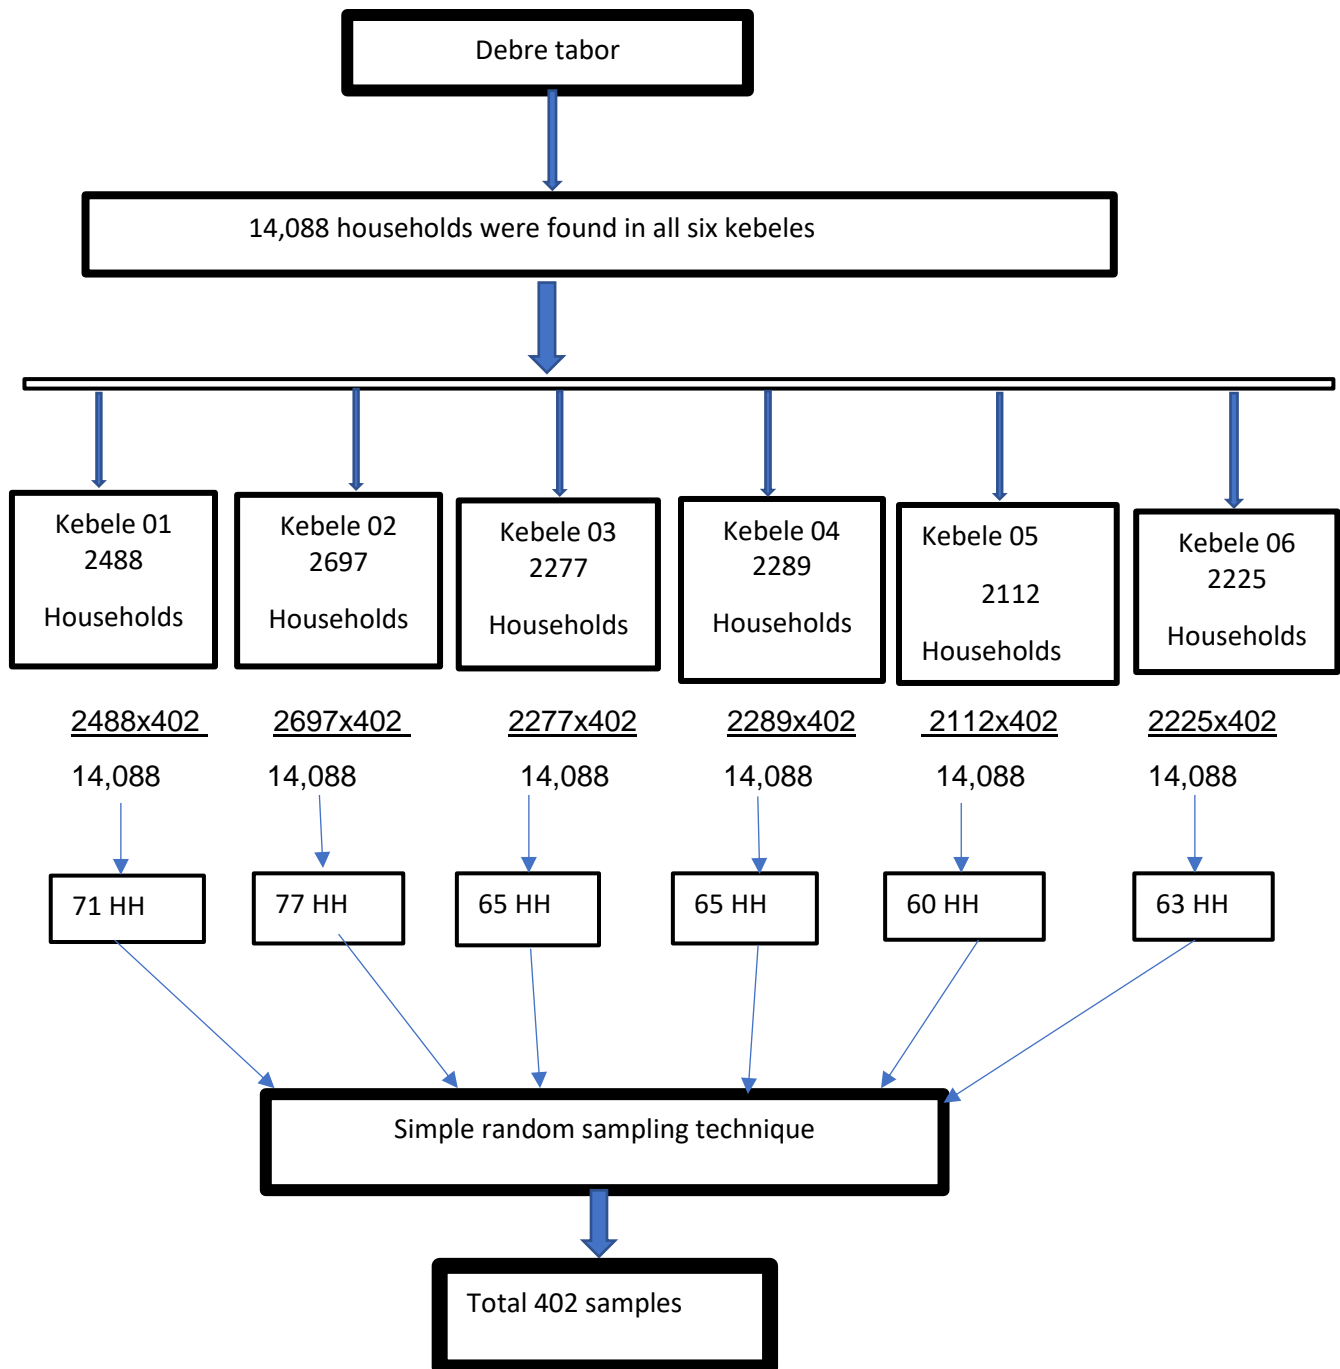 Debre tabor
14,088 households were found in all six kebeles
Kebele 01
2488
Households
Kebele 02
2697
Households
Kebele 03
2277
Households
Kebele 04
2289
Households
Kebele 05
2112
Households
Kebele 06
2225
Households
2488x402
14,088
2697x402
14,088
2277x402
14,088
2289x402
14,088
2112x402
14,088
2225x402
14,088
71 HH
77 HH
65 HH
65 HH
60 HH
63 HH
Simple random sampling technique
Total 402 samples